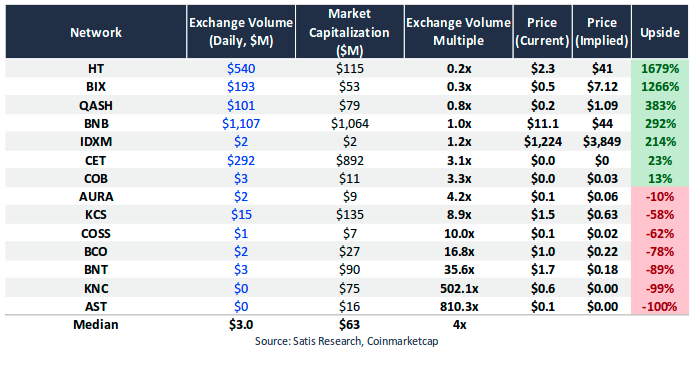 Network Exchange Volume (Daily, $M) Market Capitalization ($M) Exchange Volume Multiple Price (Current) Price (Implied) Upside
HT $540 $115 0.2x $2.3 $41 1679%
BIX $193 $53 0.3x $0.5 $7.12 1266%
QASH $101 $79 0.8x $0.2 $1.09 383%
BNB $1,107 $1,064 1.0x $11.1 $44 292%
IDXM $2 $2 1.2x $1,224 $3,849 214%
CET $292 $892 3.1x $0.0 $0 23%
COB $3 $11 3.3x $0.0 $0.03 13%
AURA $2 $9 4.2x $0.1 $0.06 -10%
KCS $15 $135 8.9x $1.5 $0.63 -58%
COSS $1 $7 10.0x $0.1 $0.02 -62%
BCO $2 $27 16.8x $1.0 $0.22 -78%
BNT $3 $90 35.6x $1.7 $0.18 -89%
KNC $0 $75 502.1x $0.6 $0.00 -99%
AST $0 $16 810.3x $0.1 $0.00 -100%
Median $3.0 $63 4x
Source: Satis Research, Coinmarketcap